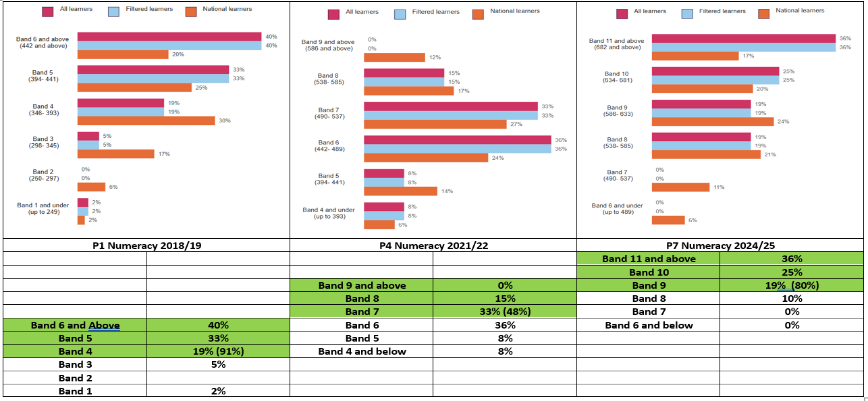 All learners Filtered learners National learners
Band 6 and above
(442 and above)
40%
40%
20%
Band 5
(394- 441)
33%
33%
25%
Band 4
(346- 393)
19%
19%
30%
Band 3
(298- 345)
5%
5%
17%
Band 2
(250- 297)
0%
0%
6%
Band 1 and under
(up to 249)
2%
2%
2%
All learners Filtered learners National learners
Band 9 and above
(586 and above)
0%
0%
12%
Band 8
(538- 585)
15%
15%
17%
Band 7
(490- 537)
33%
33%
27%
Band 6
(442- 489)
36%
36%
24%
Band 5
(394- 441)
8%
8%
14%
Band 4 and under
(up to 393)
8%
8%
6%
All learners Filtered learners National learners
Band 11 and above
(682 and above)
36%
36%
17%
Band 10
(634- 681)
25%
25%
20%
Band 9
(586- 633)
19%
19%
24%
Band 8
(538- 585)
19%
19%
21%
Band 7
(490- 537)
0%
0%
11%
Band 6 and under
(up to 489)
0%
0%
6%
P1 Numeracy 2018/19 P4 Numeracy 2021/22 P7 Numeracy 2024/25
Band 11 and above 36%
Band 10 25%
Band 9 and above 0% Band 9 19% (80%)
Band 8 15% Band 8 10%
Band 7 33% (48%) Band 7 0%
Band 6 and Above 40% Band 6 36% Band 6 and below 0%
Band 5 33% Band 5 8%
Band 4 19% (91%) Band 4 and below 8%
Band 3 5%
Band 2
Band 1 2%